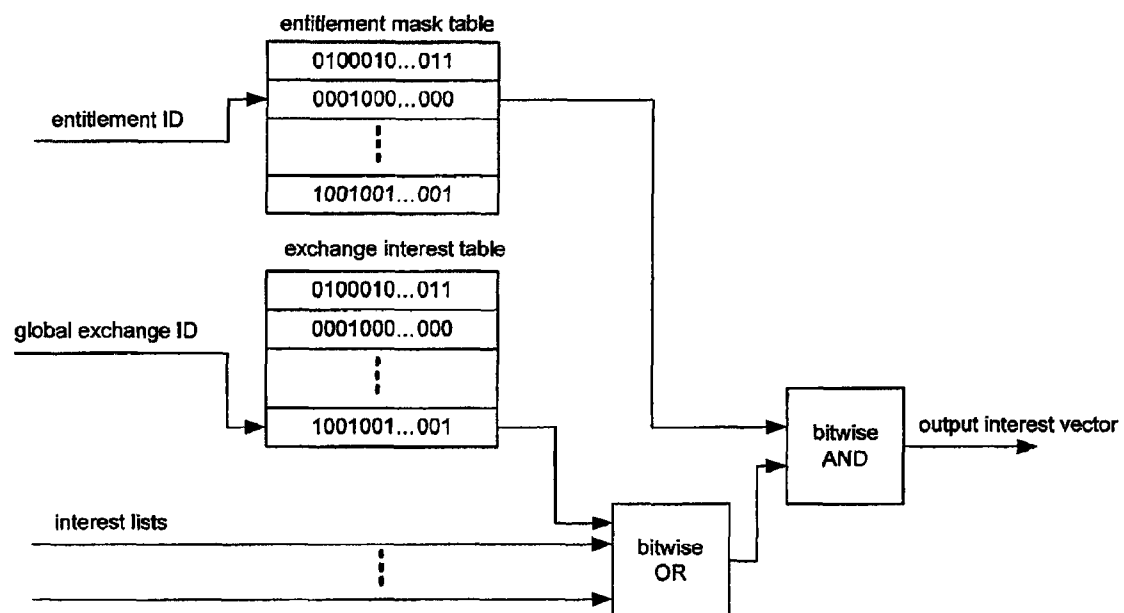 entitlement mask table
0100010...011
0001000...000
1001001...001
entitlement ID
exchange interest table
0100010...011
0001000...000
1001001...001
global exchange ID
interest lists
bitwise
OR
bitwise
AND
output interest vector